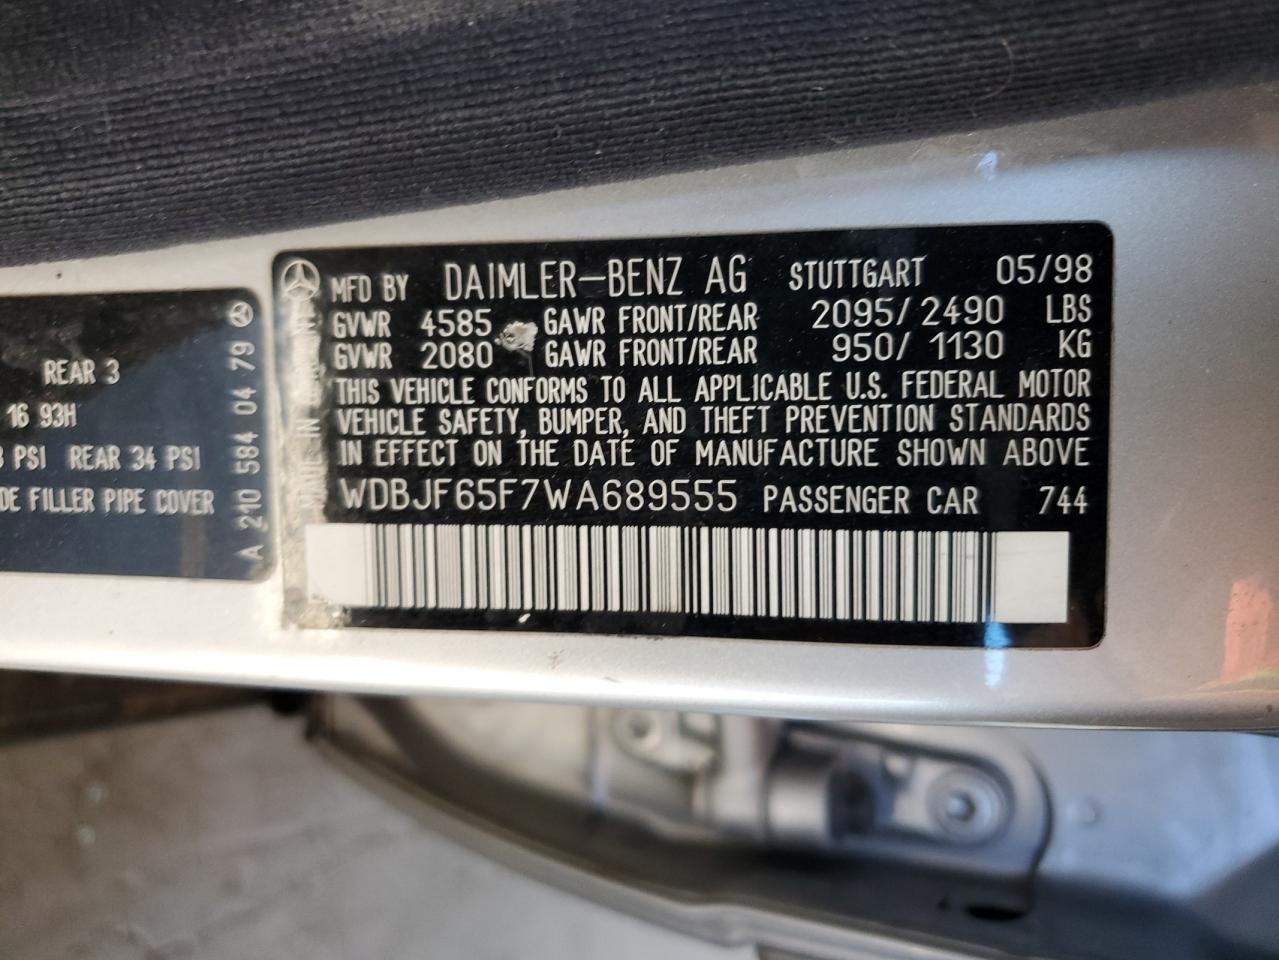 REAR 3
16 93H
PSI REAR 34 PSI
DE FILLER PIPE COVER
A 210 584 04 79
MADE IN
MFD BY DAIMLER-BENZ AG STUTTGART 05/98
GVWR 4585 GAWR FRONT/REAR 2095/2490 LBS
GVWR 2080 GAWR FRONT/REAR 950/1130 KG
THIS VEHICLE CONFORMS TO ALL APPLICABLE U.S. FEDERAL MOTOR
VEHICLE SAFETY, BUMPER, AND THEFT PREVENTION STANDARDS
IN EFFECT ON THE DATE OF MANUFACTURE SHOWN ABOVE
WDBJF65F7WA689555 PASSENGER CAR 744